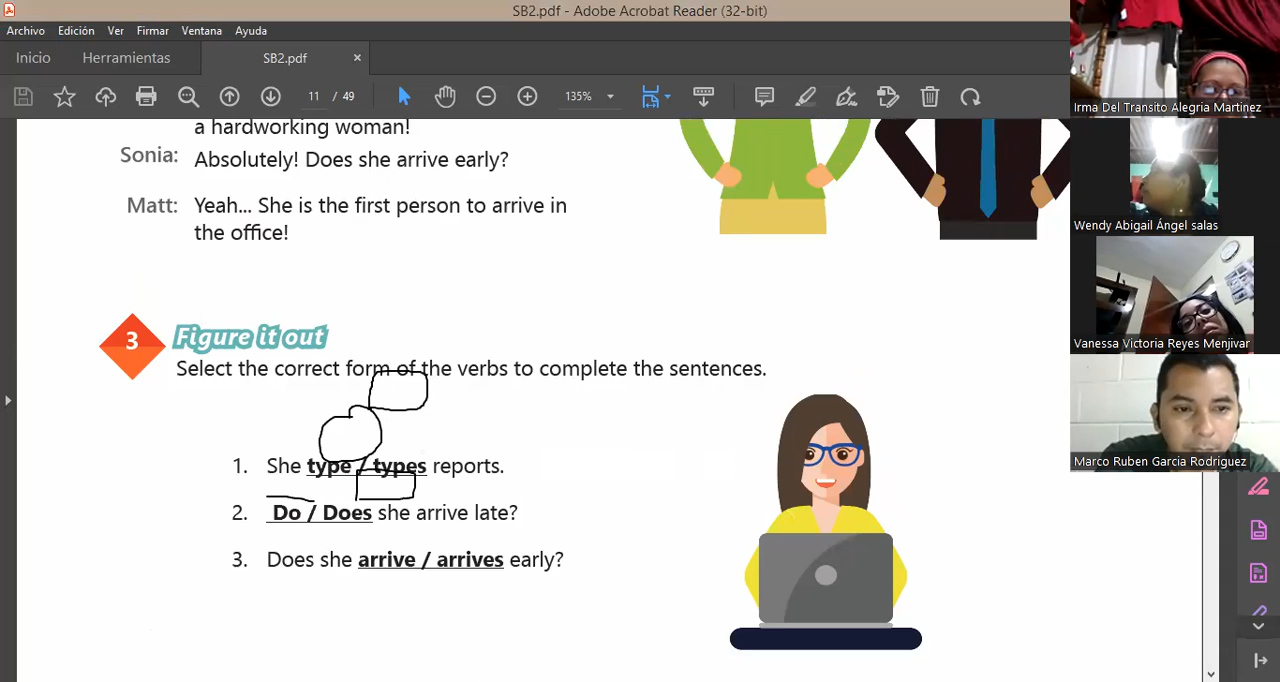 SB2.pdf - Adobe Acrobat Reader (32-bit)
Archivo Edición Ver Firmar Ventana Ayuda
Inicio Herramientas SB2.pdf ×
11 / 49 135%
a hardworking woman!
Sonia: Absolutely! Does she arrive early?
Matt: Yeah... She is the first person to arrive in
the office!
3 Figure it out
Select the correct form of the verbs to complete the sentences.
1. She type / types reports.
2. Do / Does she arrive late?
3. Does she arrive / arrives early?
Irma Del Transito Alegria Martinez
Wendy Abigail Ángel salas
Vanessa Victoria Reyes Menjivar
Marco Ruben Garcia Rodriguez